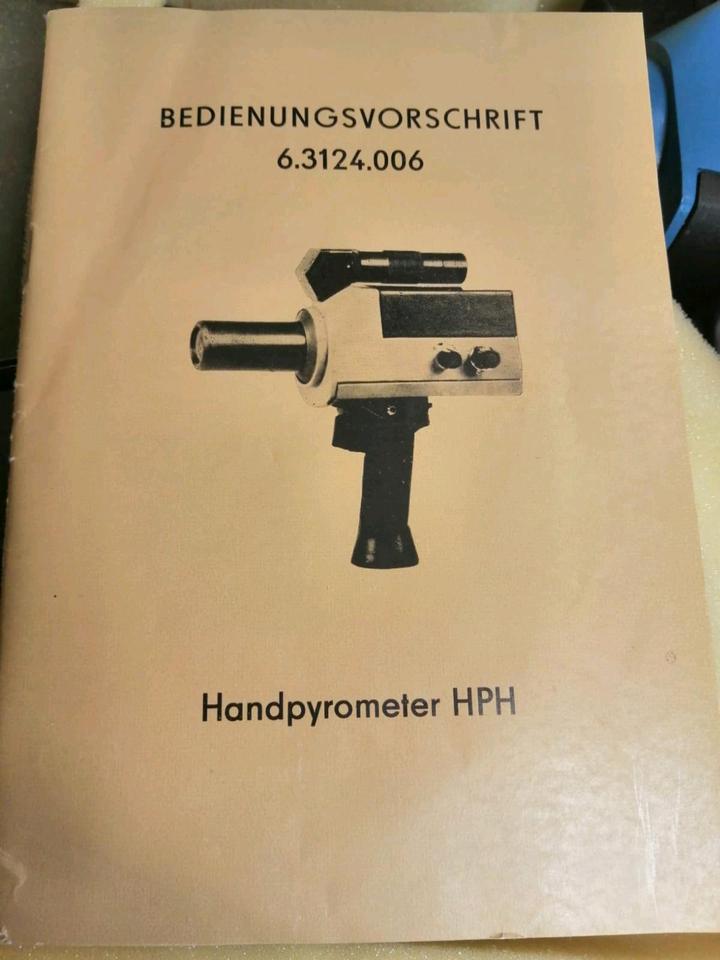 BEDIENUNGSVORSCHRIFT
6.3124.006
Handpyrometer HPH